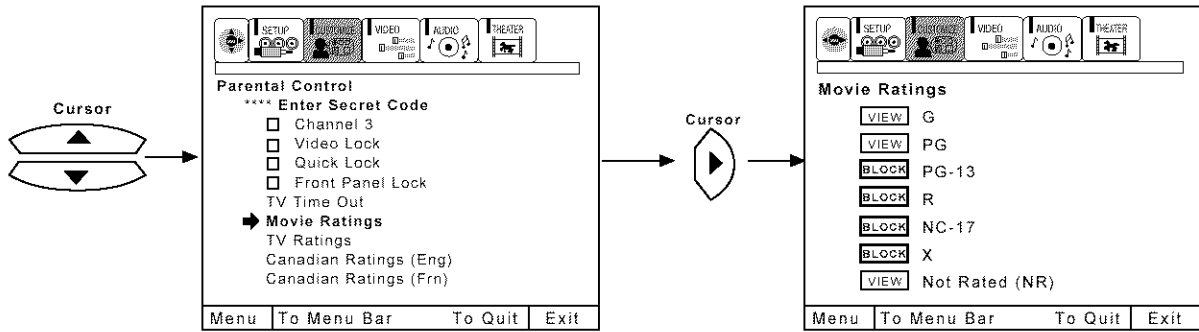 Cursor
SETUP CUSTOMIZE VIDEO AUDIO THEATER
Parental Control
**** Enter Secret Code
Channel 3
Video Lock
Quick Lock
Front Panel Lock
TV Time Out
Movie Ratings
TV Ratings
Canadian Ratings (Eng)
Canadian Ratings (Frn)
Menu To Menu Bar To Quit Exit
Cursor
SETUP CUSTOMIZE VIDEO AUDIO THEATER
Movie Ratings
VIEW G
VIEW PG
BLOCK PG-13
BLOCK R
BLOCK NC-17
BLOCK X
VIEW Not Rated (NR)
Menu To Menu Bar To Quit Exit